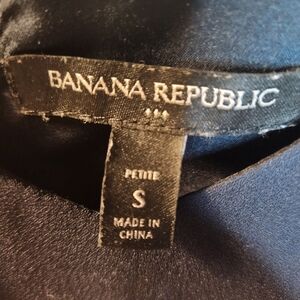 BANANA REPUBLIC
PETITE
S
MADE IN
CHINA